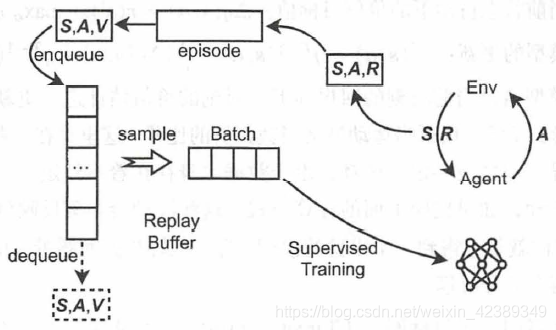 S,A,V
episode
enqueue
S,A,R
Env
S R
A
Agent
sample
Batch
...
Replay
Buffer
dequeue
Supervised
Training
S,A,V
https://blog.csdn.net/weixin_42389349